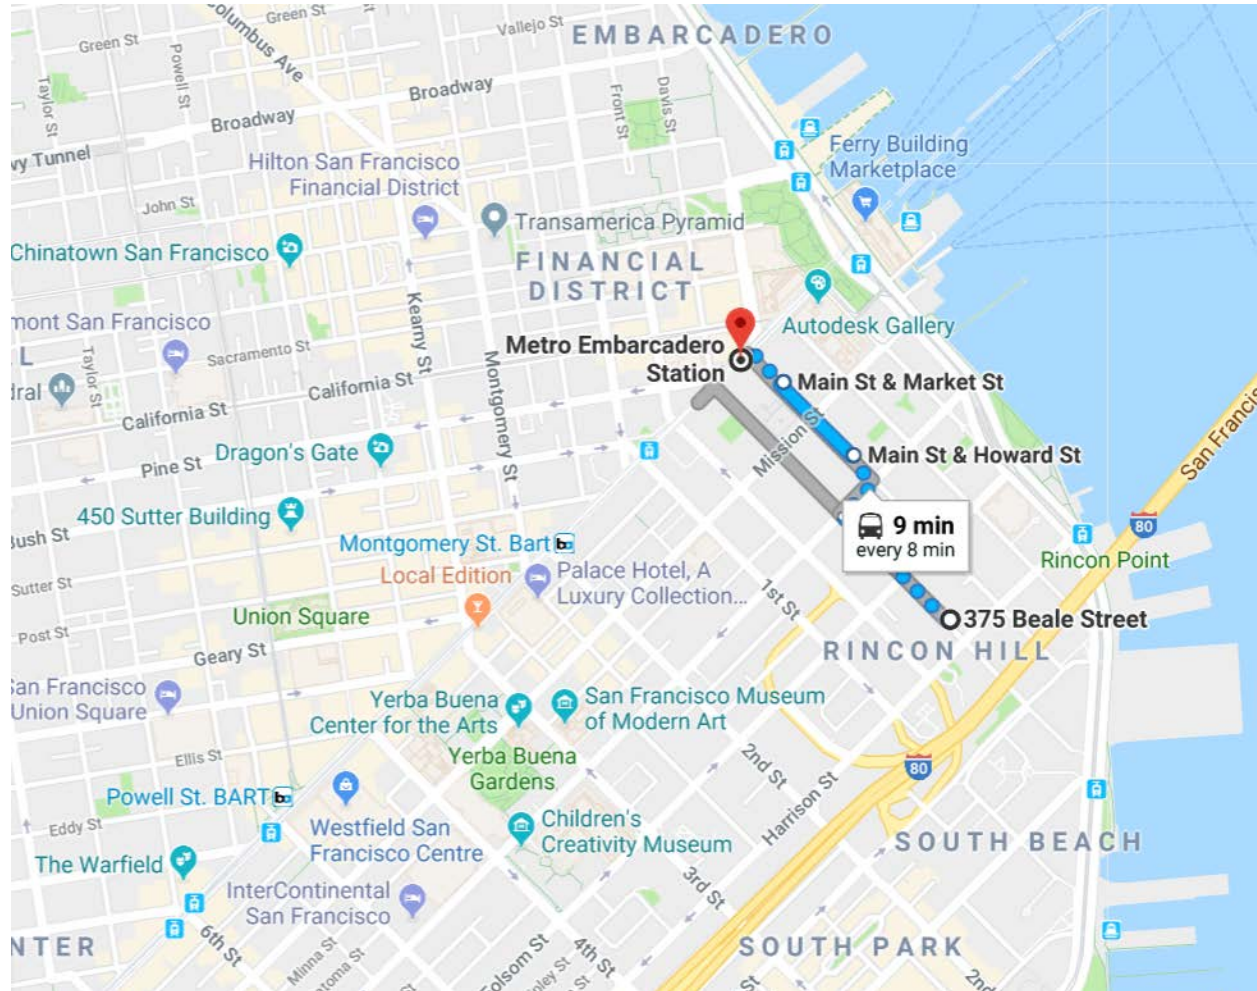 Green St
EMBARCADERO
Vallejo St
Green St
Columbus Ave
Powell St
Taylor St
Broadway
Front St
Davis St
Broadway
vy Tunnel
Ferry Building
Marketplace
Hilton San Francisco
Financial District
John St
Transamerica Pyramid
Chinatown San Francisco
FINANCIAL
DISTRICT
Kearny St
mont San Francisco
Autodesk Gallery
Metro Embarcadero
Station
Sacramento St
Taylor St
L
dral
California St
Montgomery St
Main St & Market St
California St
San Francis
Mission St
Dragon's Gate
Main St & Howard St
Pine St
450 Sutter Building
80
9 min
every 8 min
Bush St
Montgomery St. Bart
Rincon Point
Local Edition
Palace Hotel, A
Luxury Collection...
Sutter St
1st St
Union Square
375 Beale Street
Post St
Geary St
RINCON HILL
San Francisco
Union Square
Yerba Buena
Center for the Arts
San Francisco Museum
of Modern Art
Ellis St
Yerba Buena
Gardens
2nd St
80
Harrison St
Powell St. BART
Eddy St
Westfield San
Francisco Centre
Children's
Creativity Museum
SOUTH BEACH
The Warfield
3rd St
InterContinental
San Francisco
NTER
6th St
Minna St
4th St
Folsom St
SOUTH PARK
2nd